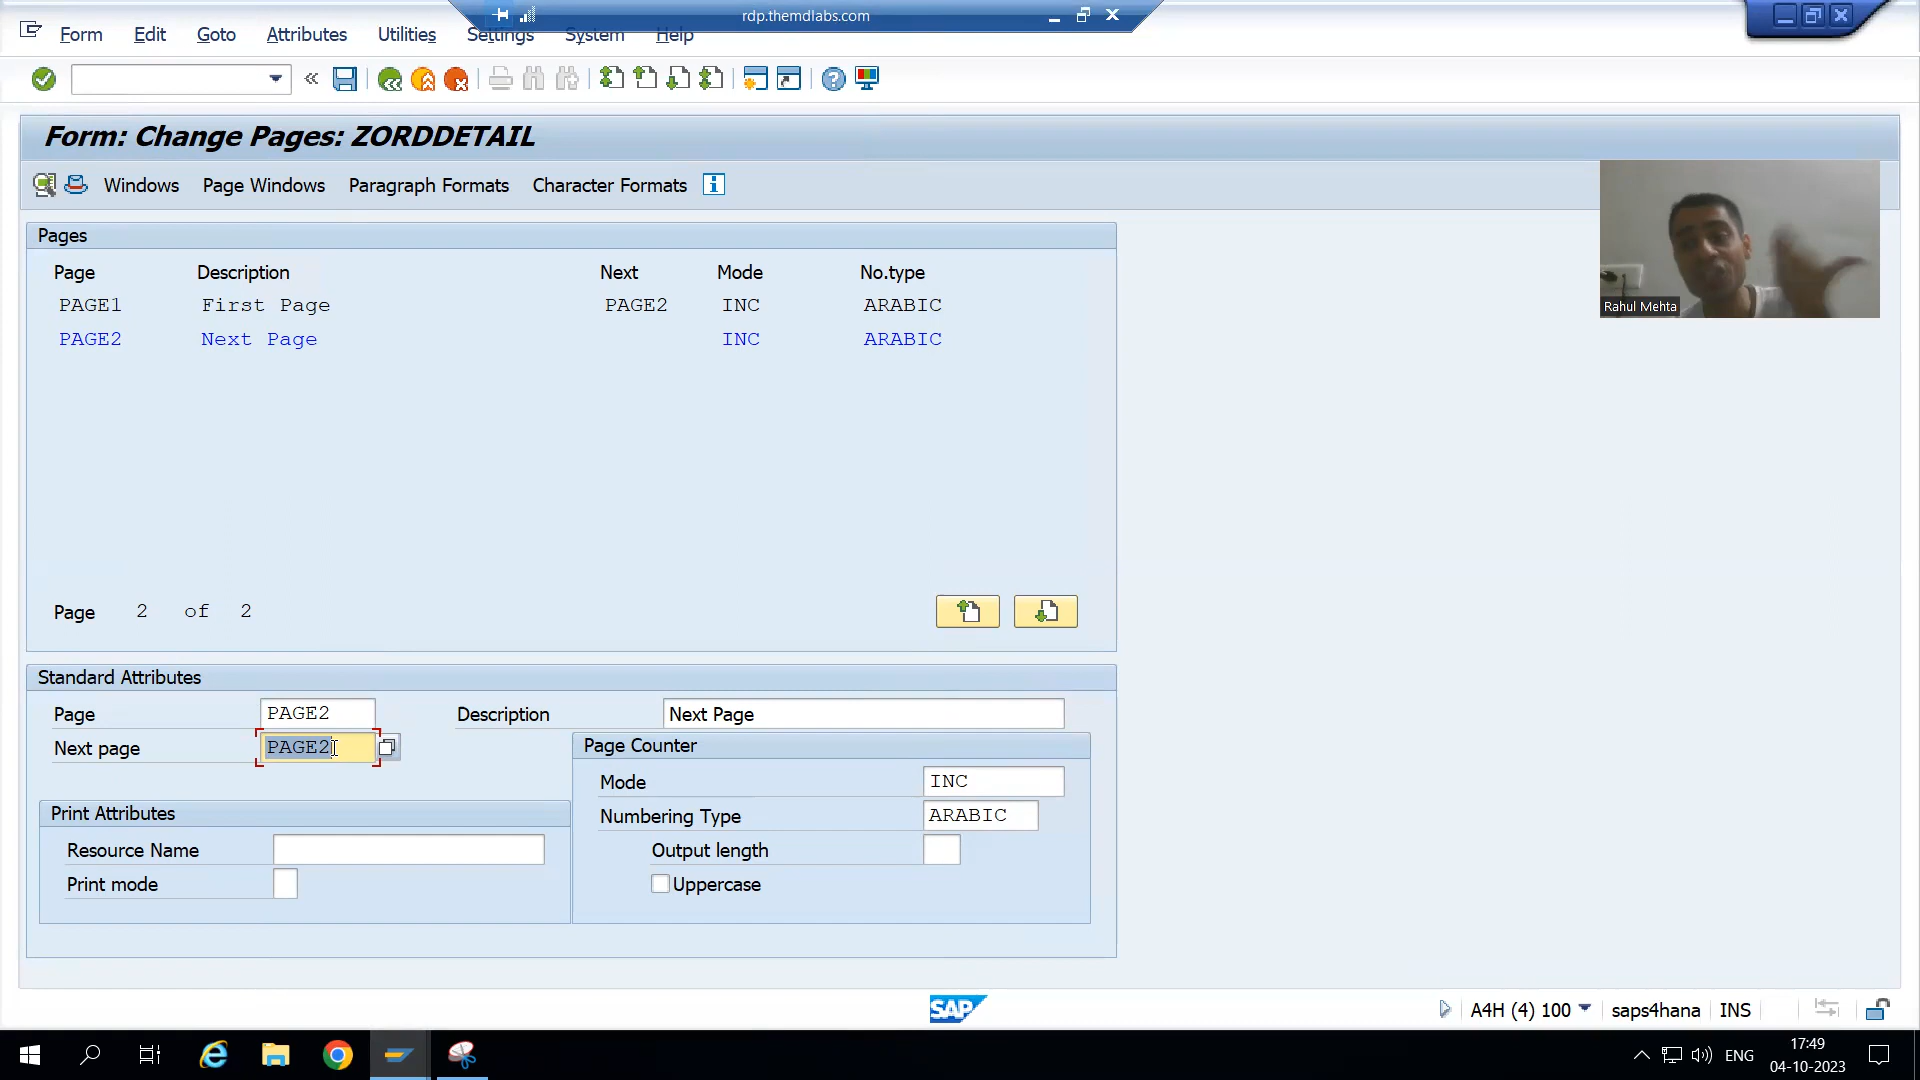 rdp.themdlabs.com
Form Edit Goto Attributes Utilities Settings System Help
Form: Change Pages: ZORDDETAIL
Windows Page Windows Paragraph Formats Character Formats
Pages
Page Description Next Mode No.type
PAGE1 First Page PAGE2 INC ARABIC
PAGE2 Next Page INC ARABIC
Page 2 of 2
Rahul Mehta
Standard Attributes
Page PAGE2 Description Next Page
Next page PAGE2
Page Counter
Mode INC
Numbering Type ARABIC
Output length
Uppercase
Print Attributes
Resource Name
Print mode
SAP
A4H (4) 100 saps4hana INS
ENG
17:49
04-10-2023